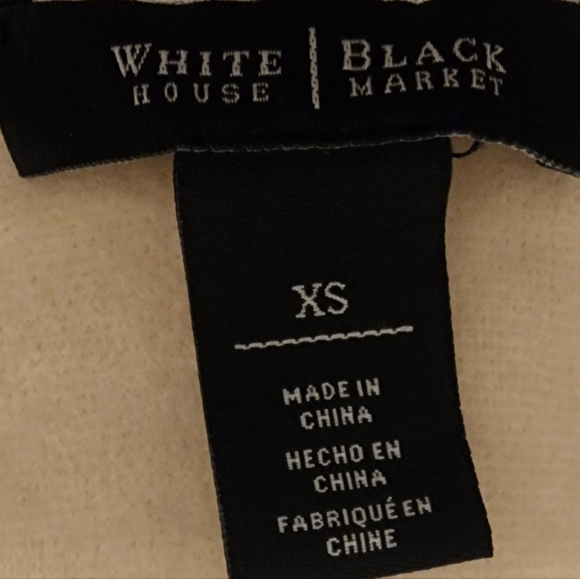 WHITE | BLACK
HOUSE | MARKET
XS
MADE IN
CHINA
HECHO EN
CHINA
FABRIQUÉ EN
CHINE